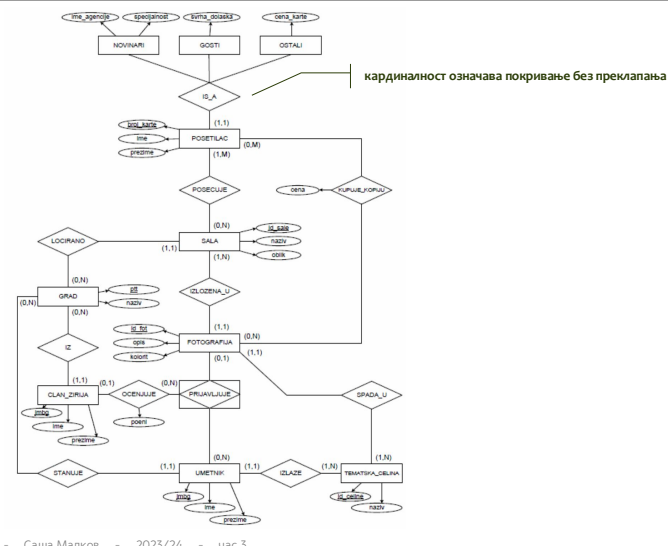 ime_agencije specijalnost svrha_dolaska cena_karte
NOVINARI GOSTI OSTALI
кардиналност означава покривање без преклапања
IS_A
(1,1)
broj_karte
ime
prezime
POSETILAC
(0,M)
(1,M)
POSECUJE
cena KUPUJE_KOPIJU
(0,N)
LOCIRANO
SALA
id_sale
naziv
oblik
(1,1)
(1,N)
(0,N)
GRAD
ptt
naziv
(0,N)
(0,N)
IZLOZENA_U
(1,1)
id_fot
opis
kolorit
FOTOGRAFIJA
(0,N)
(1,1)
(0,1)
IZ
(1,1)
CLAN_ZIRIJA
(0,1)
OCENJUJE
(0,N)
PRIJAVLJUJE
SPADA_U
jmbg
ime
prezime
poeni
(0,N)
(1,N)
STANUJE
(1,1)
UMETNIK
(1,1)
IZLAZE
(1,N)
TEMATSKA_CELINA
jmbg
ime
prezime
id_celine
naziv
- Саша Малков - 2023/24 - час 3